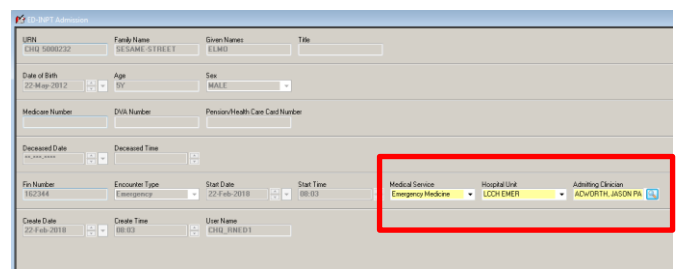 ED-INPT Admission
URN Family Name Given Names Title
CHQ 5000232 SESAME-STREET ELMO
Date of Birth Age Sex
22-May-2012 5Y MALE
Medicare Number DVA Number Pension/Health Care Card Number
Deceased Date Deceased Time
**-***-****
Fin Number Encounter Type Start Date Start Time Medical Service Hospital Unit Admitting Clinician
162344 Emergency 22-Feb-2018 08:03 Emergency Medicine LCCH EMER ACWORTH, JASON PA
Create Date Create Time User Name
22-Feb-2018 08:03 CHQ_RNED1